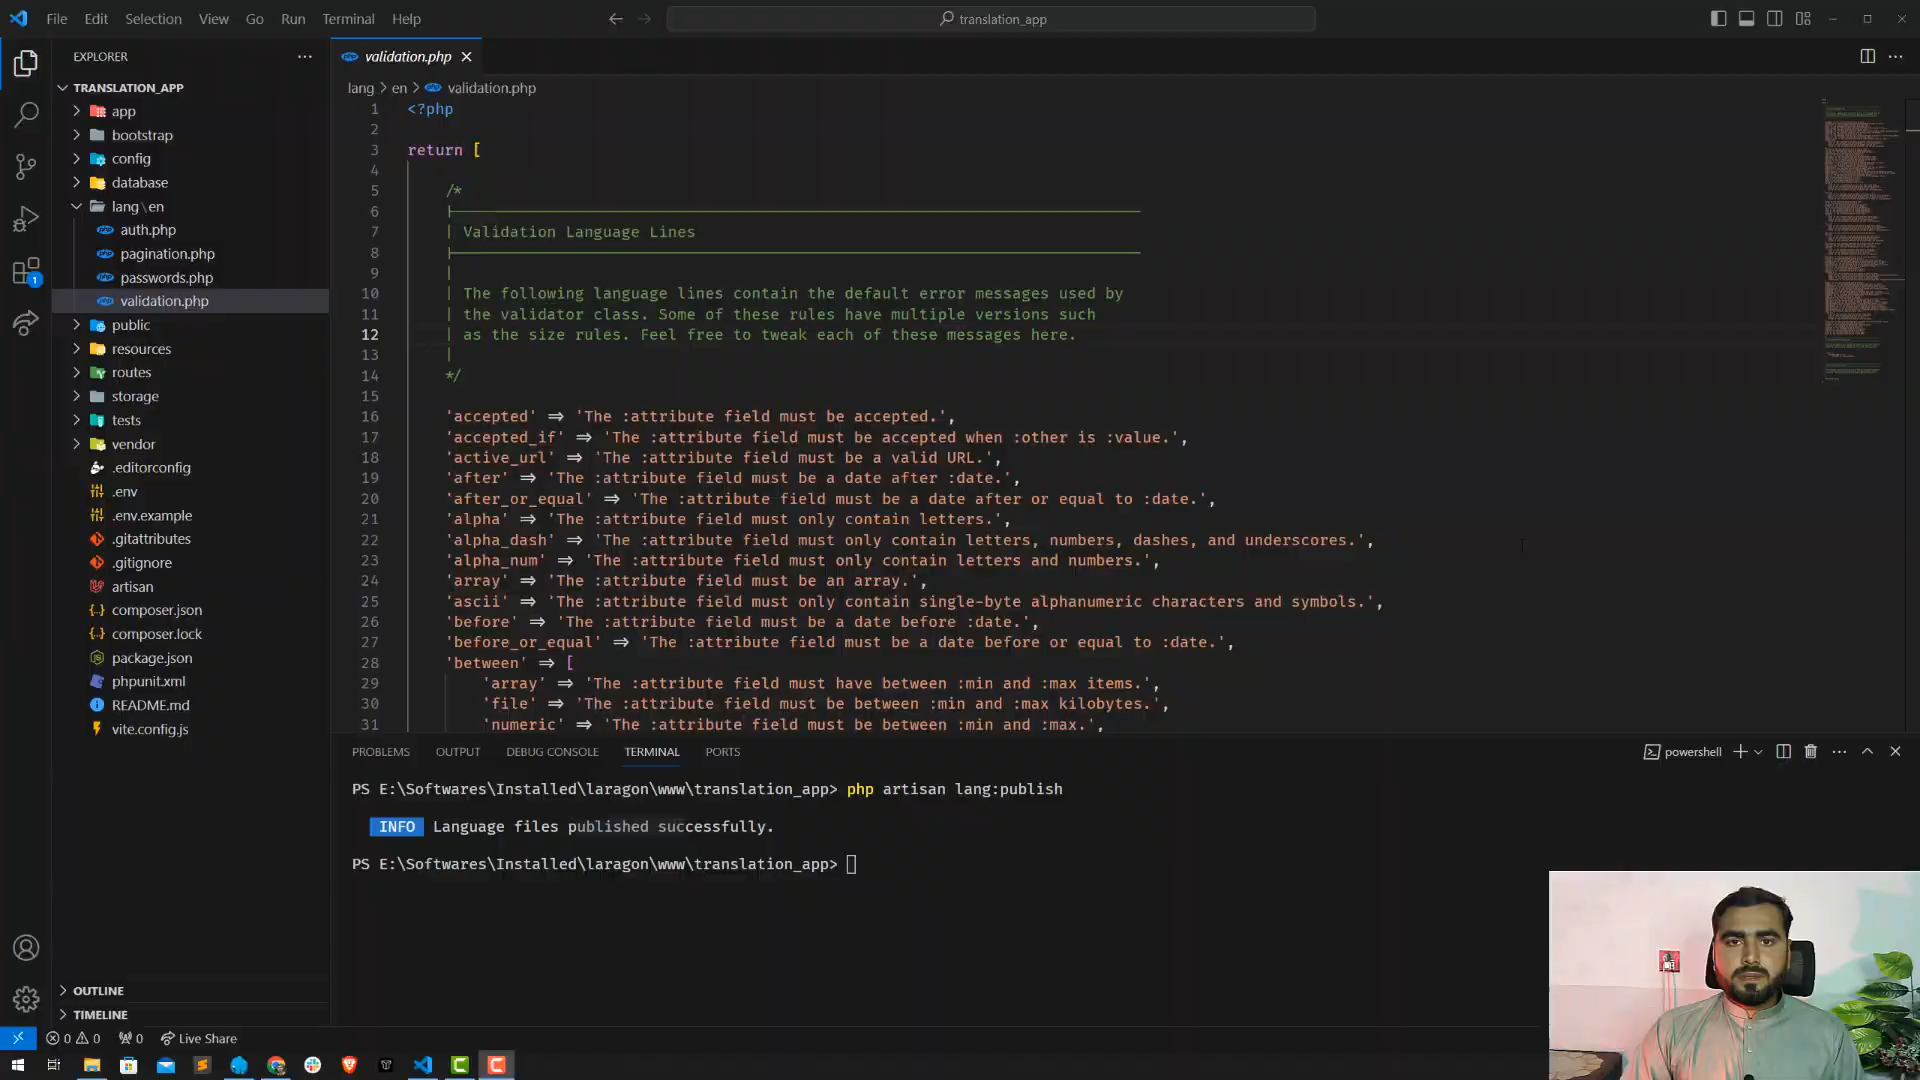 File Edit Selection View Go Run Terminal Help
translation_app
EXPLORER
TRANSLATION_APP
app
bootstrap
config
database
lang\en
auth.php
pagination.php
passwords.php
validation.php
public
resources
routes
storage
tests
vendor
.editorconfig
.env
.env.example
.gitattributes
.gitignore
artisan
composer.json
composer.lock
package.json
phpunit.xml
README.md
vite.config.js
OUTLINE
TIMELINE
1
validation.php
lang > en > validation.php
1 <?php
2
3 return [
4
5 /*
6 |--------------------------------------------------------------------------
7 | Validation Language Lines
8 |--------------------------------------------------------------------------
9 |
10 | The following language lines contain the default error messages used by
11 | the validator class. Some of these rules have multiple versions such
12 | as the size rules. Feel free to tweak each of these messages here.
13 |
14 */
15
16 'accepted' => 'The :attribute field must be accepted.',
17 'accepted_if' => 'The :attribute field must be accepted when :other is :value.',
18 'active_url' => 'The :attribute field must be a valid URL.',
19 'after' => 'The :attribute field must be a date after :date.',
20 'after_or_equal' => 'The :attribute field must be a date after or equal to :date.',
21 'alpha' => 'The :attribute field must only contain letters.',
22 'alpha_dash' => 'The :attribute field must only contain letters, numbers, dashes, and underscores.',
23 'alpha_num' => 'The :attribute field must only contain letters and numbers.',
24 'array' => 'The :attribute field must be an array.',
25 'ascii' => 'The :attribute field must only contain single-byte alphanumeric characters and symbols.',
26 'before' => 'The :attribute field must be a date before :date.',
27 'before_or_equal' => 'The :attribute field must be a date before or equal to :date.',
28 'between' => [
29 'array' => 'The :attribute field must have between :min and :max items.',
30 'file' => 'The :attribute field must be between :min and :max kilobytes.',
31 'numeric' => 'The :attribute field must be between :min and :max.',
PROBLEMS OUTPUT DEBUG CONSOLE TERMINAL PORTS
powershell
PS E:\Softwares\Installed\laragon\www\translation_app> php artisan lang:publish
INFO Language files published successfully.
PS E:\Softwares\Installed\laragon\www\translation_app>
0 0 0 Live Share